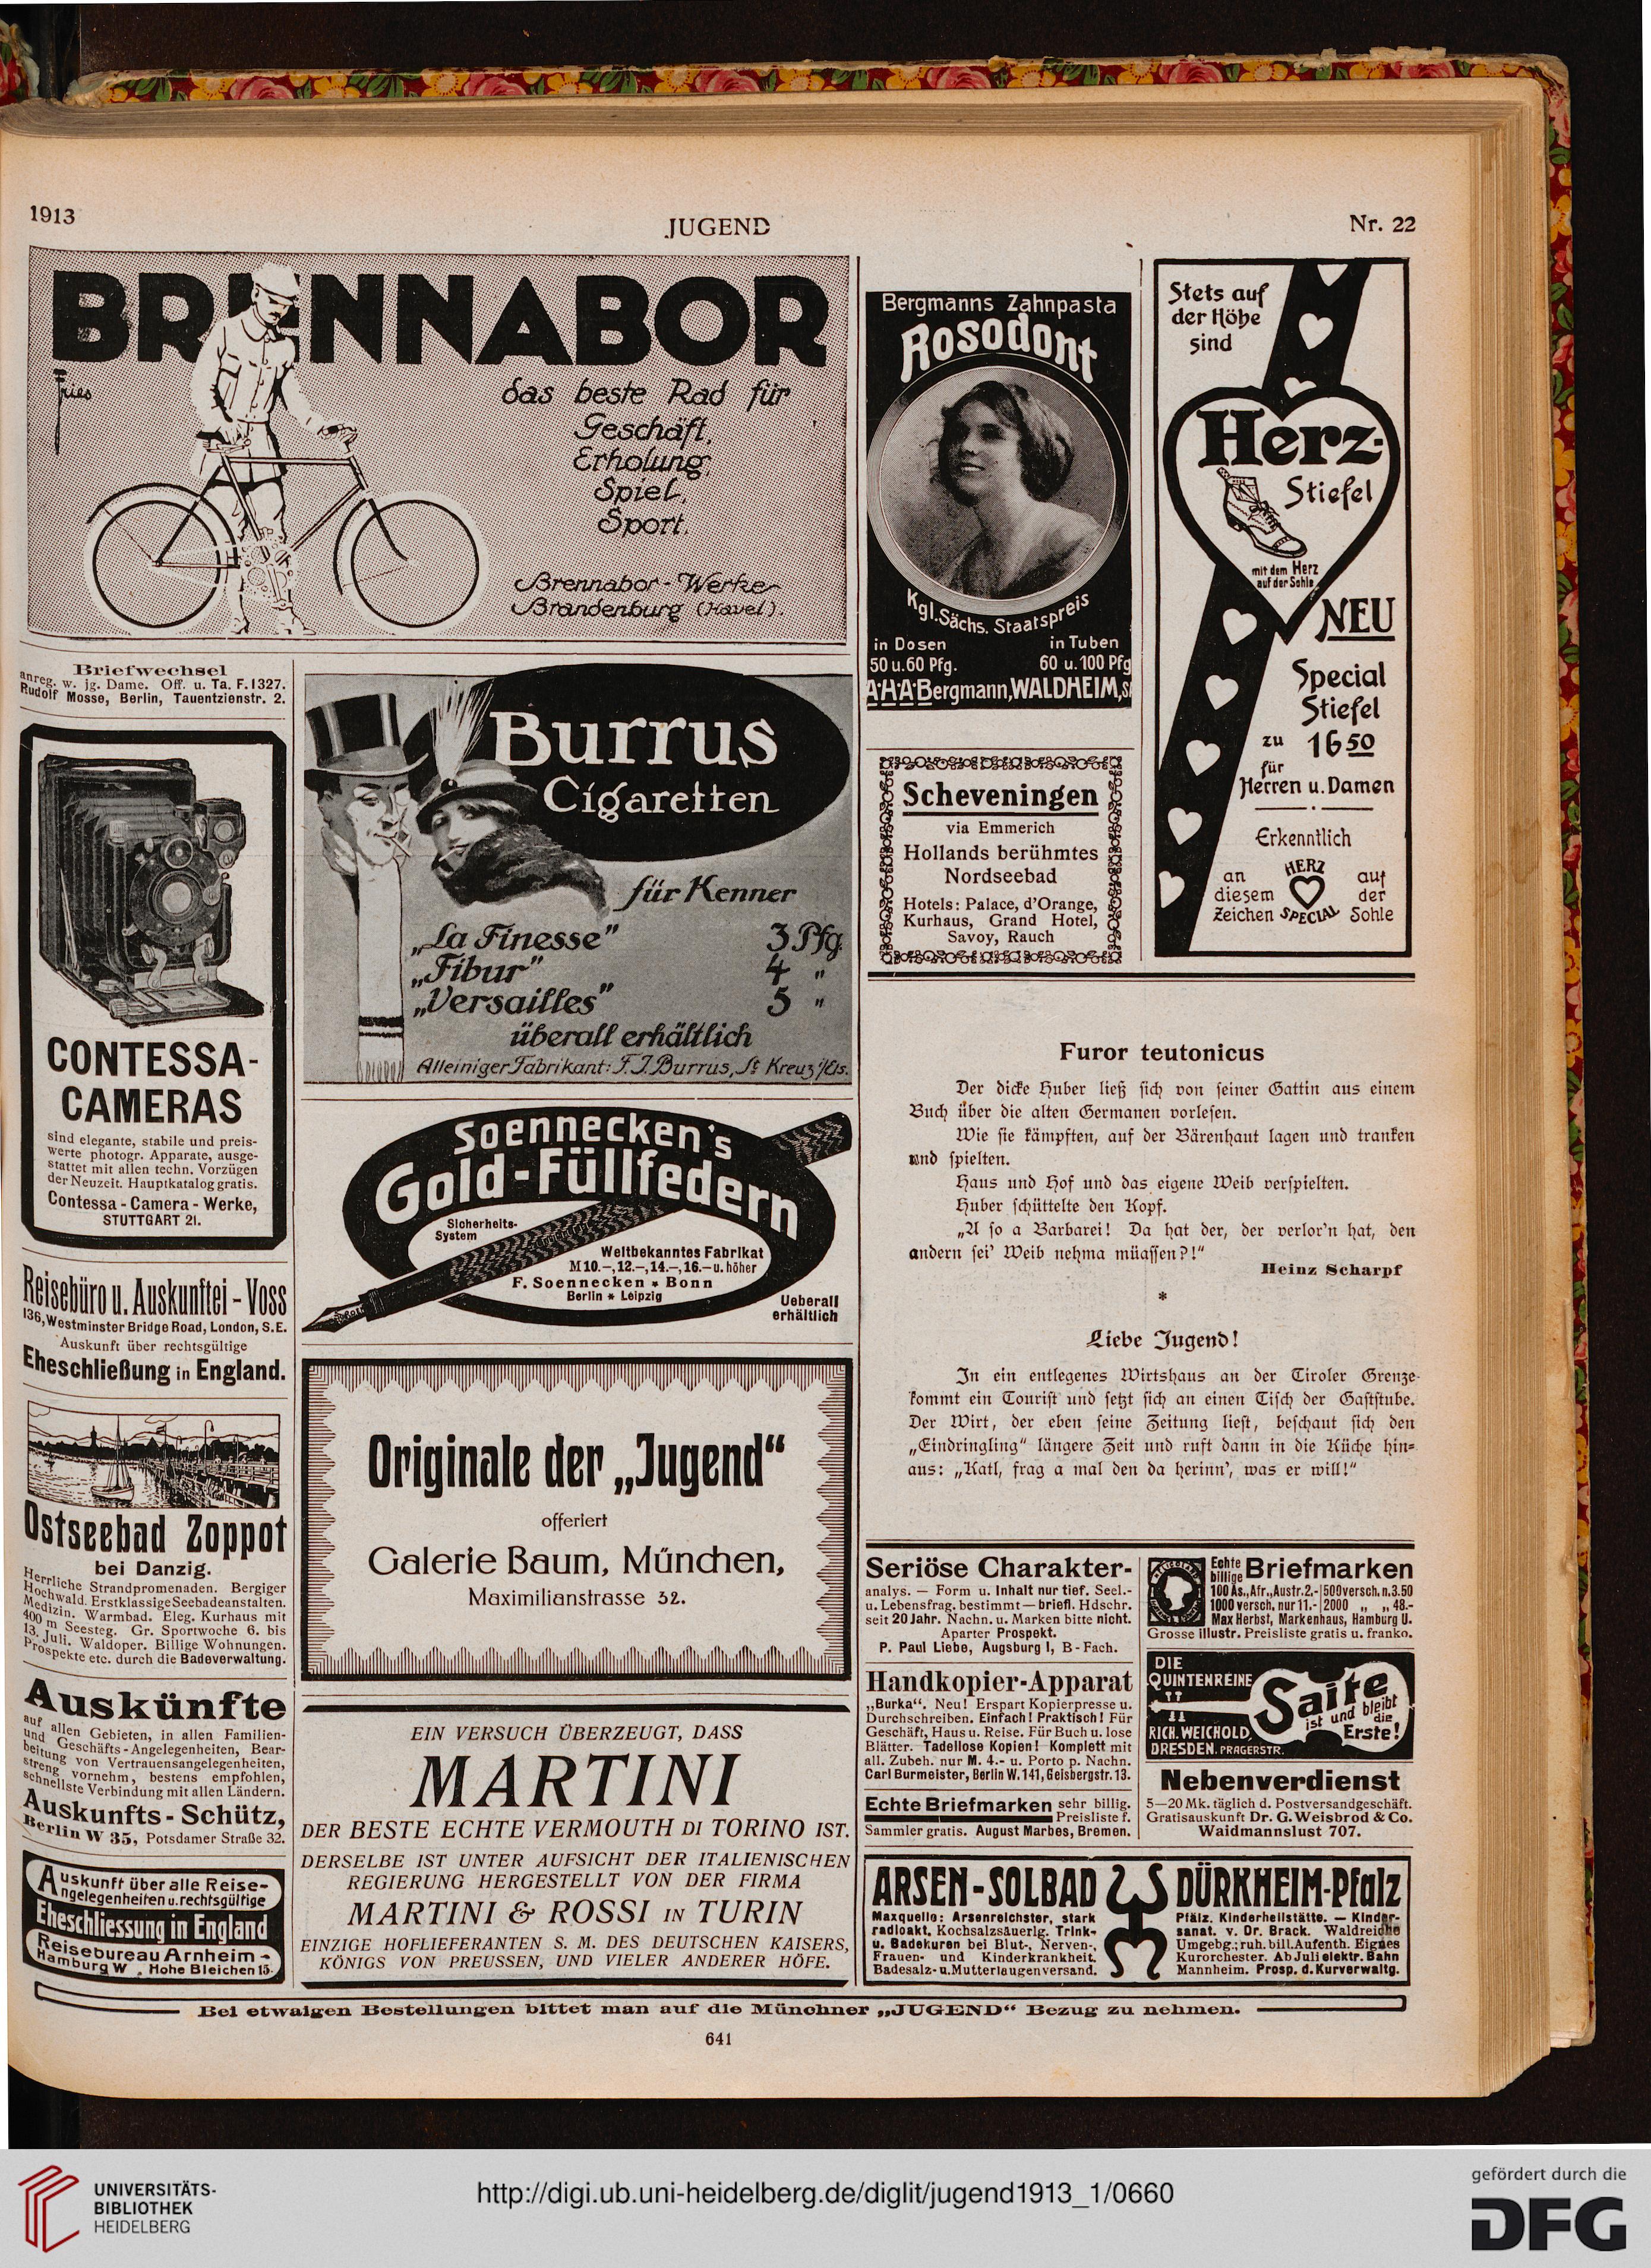 1913
JUGEND
Nr. 22
BRENNABOR
Fries
das beste Rad für
Geschäft,
Erholung,
Spiel,
Sport.
Brennabor-Werke
Brandenburg (Havel).
Briefwechsel
anreg. w. jg. Dame. Off. u. Ta. F.1327.
Rudolf Mosse, Berlin, Tauentzienstr. 2.
CONTESSA-
CAMERAS
sind elegante, stabile und preis-
werte photogr. Apparate, ausge-
stattet mit allen techn. Vorzügen
der Neuzeit. Hauptkatalog gratis.
Contessa-Camera-Werke,
STUTTGART 21.
Reisebüro u. Auskunftei-Voss
136, Westminster Bridge Road, London, S.E.
Auskunft über rechtsgültige
Eheschließung in England.
Ostseebad Zoppot
bei Danzig.
Herrliche Strandpromenaden. Bergiger
Hochwald. Erstklassige Seebadeanstalten.
Medizin. Warmbad. Eleg. Kurhaus mit
400 m Seesteg. Gr. Sportwoche 6. bis
13. Juli. Waldoper. Billige Wohnungen.
Prospekte etc. durch die Badeverwaltung.
Auskünfte
auf allen Gebieten, in allen Familien-
und Geschäfts-Angelegenheiten, Bear-
beitung von Vertrauensangelegenheiten,
streng vornehm, bestens empfohlen,
schnellste Verbindung mit allen Ländern.
Auskunfts-Schütz,
Berlin W 35, Potsdamer Straße 32.
Auskunft über alle Reise-
Angelegenheiten u. rechtsgültige
Eheschliessung in England
Reisebureau Arnheim
Hamburg W, Hohe Bleichen 15.
Burrus
Cigaretten
für Kenner
„La Finesse" 3 Pfg.
„Fibur" 4 "
„Versailles" 5 "
überall erhältlich
Alleiniger Fabrikant: F. J. Burrus, St Kreuz i/Els.
Soennecken's
Gold-Füllfedern
Sicherheits-
System
Weltbekanntes Fabrikat
M 10.–, 12.–, 14.–, 16.– u. höher
F. Soennecken * Bonn
Berlin * Leipzig
Ueberall
erhältlich
Originale der „Jugend“
offeriert
Galerie Baum, München,
Maximilianstrasse 32.
EIN VERSUCH ÜBERZEUGT, DASS
MARTINI
DER BESTE ECHTE VERMOUTH DI TORINO IST.
DERSELBE IST UNTER AUFSICHT DER ITALIENISCHEN
REGIERUNG HERGESTELLT VON DER FIRMA
MARTINI & ROSSI IN TURIN
EINZIGE HOFLIEFERANTEN S. M. DES DEUTSCHEN KAISERS,
KÖNIGS VON PREUSSEN, UND VIELER ANDERER HÖFE.
Bergmanns Zahnpasta
Rosodont
Kgl. Sächs. Staatspreis
in Dosen in Tuben
50 u. 60 Pfg. 60 u. 100 Pfg
A·H·A·Bergmann, WALDHEIM, S.
Scheveningen
via Emmerich
Hollands berühmtes
Nordseebad
Hotels: Palace, d'Orange,
Kurhaus, Grand Hotel,
Savoy, Rauch
Stets auf
der Höhe
sind
Herz-
Stiefel
mit dem Herz
auf der Sohle
NEU
Special
Stiefel
zu 16 50
für
Herren u. Damen
Erkenntlich
an HERZ auf
diesem der
Zeichen SPECIAL Sohle
Furor teutonicus
Der dicke Huber ließ sich von seiner Gattin aus einem
Buch über die alten Germanen vorlesen.
Wie sie kämpften, auf der Bärenhaut lagen und tranken
und spielten.
Haus und Hof und das eigene Weib verspielten.
Huber schüttelte den Kopf.
„A so a Barbarei! Da hat der, der verlor'n hat, den
andern sei' Weib nehma müassen?!“
Heinz Scharpf
*
Liebe Jugend!
In ein entlegenes Wirtshaus an der Tiroler Grenze
kommt ein Tourist und setzt sich an einen Tisch der Gaststube.
Der Wirt, der eben seine Zeitung liest, beschaut sich den
„Eindringling“ längere Zeit und ruft dann in die Küche hin-
aus: „Katl, frag a mal den da herinn', was er will!“
Seriöse Charakter-
analys. — Form u. Inhalt nur tief. Seel.-
u. Lebensfrag. bestimmt — briefl. Hdschr.
seit 20 Jahr. Nachn. u. Marken bitte nicht.
Aparter Prospekt.
P. Paul Liebe, Augsburg I, B-Fach.
Handkopier-Apparat
„Burka“. Neu! Erspart Kopierpresse u.
Durchschreiben. Einfach! Praktisch! Für
Geschäft, Haus u. Reise. Für Buch u. lose
Blätter. Tadellose Kopien! Komplett mit
all. Zubeh. nur M. 4.- u. Porto p. Nachn.
Carl Burmeister, Berlin W. 141, Geisbergstr. 13.
Echte Briefmarken sehr billig.
Preisliste f.
Sammler gratis. August Marbes, Bremen.
Echte
billige Briefmarken
100 As., Afr., Austr. 2.- | 500 versch. n. 3.50
1000 versch. nur 11.- | 2000 „ „ 48.-
Max Herbst, Markenhaus, Hamburg U.
Grosse illustr. Preisliste gratis u. franko.
DIE
QUINTENREINE
Saite
ist und bleibt
die
Erste!
RICH. WEICHOLD
DRESDEN. PRAGERSTR.
Nebenverdienst
5—20 Mk. täglich d. Postversandgeschäft.
Gratisauskunft Dr. G. Weisbrod & Co.
Waidmannslust 707.
ARSEN-SOLBAD DÜRKHEIM-Pfalz
Maxquelle: Arsenreichster, stark
radioakt. Kochsalzsäuerlg. Trink-
u. Badekuren bei Blut-, Nerven-,
Frauen- und Kinderkrankheit.
Badesalz- u. Mutterlaugenversand.
Pfälz. Kinderheilstätte. — Kinder-
sanat. v. Dr. Brack. Waldreiche
Umgebg.; ruh. bill. Aufenth. Eignes
Kurorchester. Ab Juli elektr. Bahn
Mannheim. Prosp. d. Kurverwaltg.
Bei etwaigen Bestellungen bittet man auf die Münchner „JUGEND“ Bezug zu nehmen.
641
UNIVERSITÄTS-
BIBLIOTHEK
HEIDELBERG
http://digi.ub.uni-heidelberg.de/diglit/jugend1913_1/0660
gefördert durch die
DFG